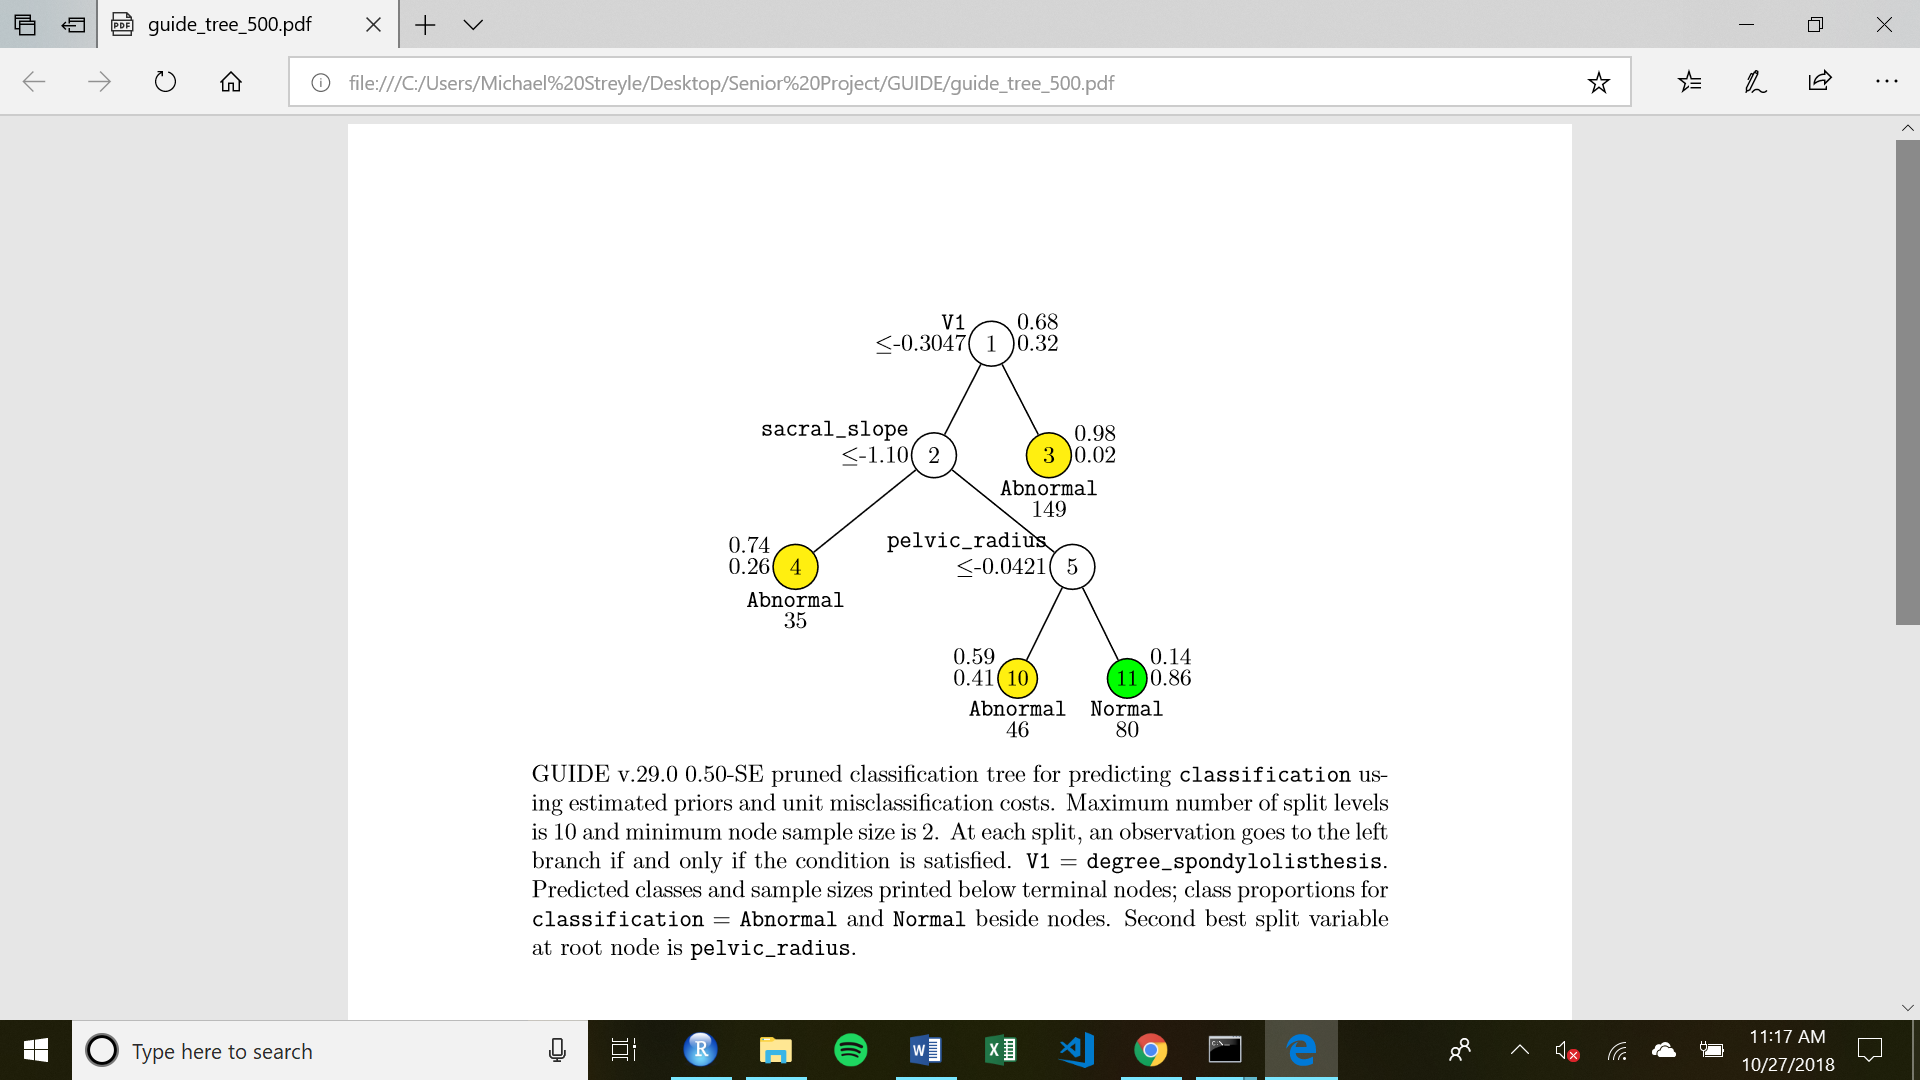 guide_tree_500.pdf
file:///C:/Users/Michael%20Streyle/Desktop/Senior%20Project/GUIDE/guide_tree_500.pdf
V1 0.68
≤-0.3047 1 0.32
sacral_slope 0.98
≤-1.10 2 3 0.02
Abnormal
149
0.74 pelvic_radius
0.26 4 ≤-0.0421 5
Abnormal
35
0.59 0.14
0.41 10 11 0.86
Abnormal Normal
46 80
GUIDE v.29.0 0.50-SE pruned classification tree for predicting classification us-
ing estimated priors and unit misclassification costs. Maximum number of split levels
is 10 and minimum node sample size is 2. At each split, an observation goes to the left
branch if and only if the condition is satisfied. V1 = degree_spondylolisthesis.
Predicted classes and sample sizes printed below terminal nodes; class proportions for
classification = Abnormal and Normal beside nodes. Second best split variable
at root node is pelvic_radius.
Type here to search
11:17 AM
10/27/2018